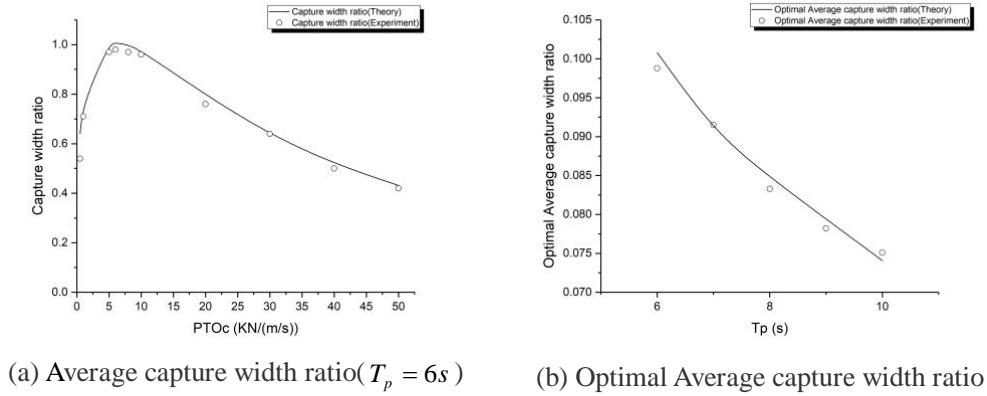 Capture width ratio(Theory)
Capture width ratio(Experiment)
1.0
0.8
0.6
0.4
0.2
0.0
Capture width ratio
0 5 10 15 20 25 30 35 40 45 50
PTOc (KN/(m/s))
(a) Average capture width ratio( T_p = 6s )
Optimal Average capture width ratio(Theory)
Optimal Average capture width ratio(Experiment)
0.105
0.100
0.095
0.090
0.085
0.080
0.075
0.070
Optimal Average capture width ratio
6 8 10
Tp (s)
(b) Optimal Average capture width ratio